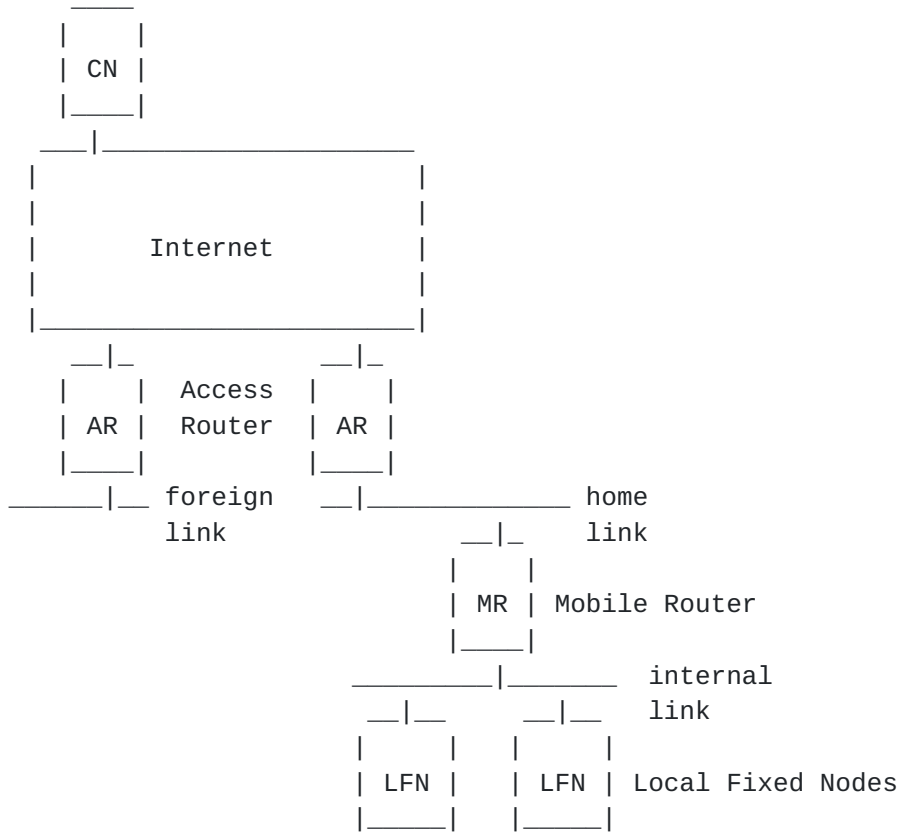 CN
Internet
Access
AR Router AR
foreign home
link link
MR Mobile Router
internal
link
LFN LFN Local Fixed Nodes